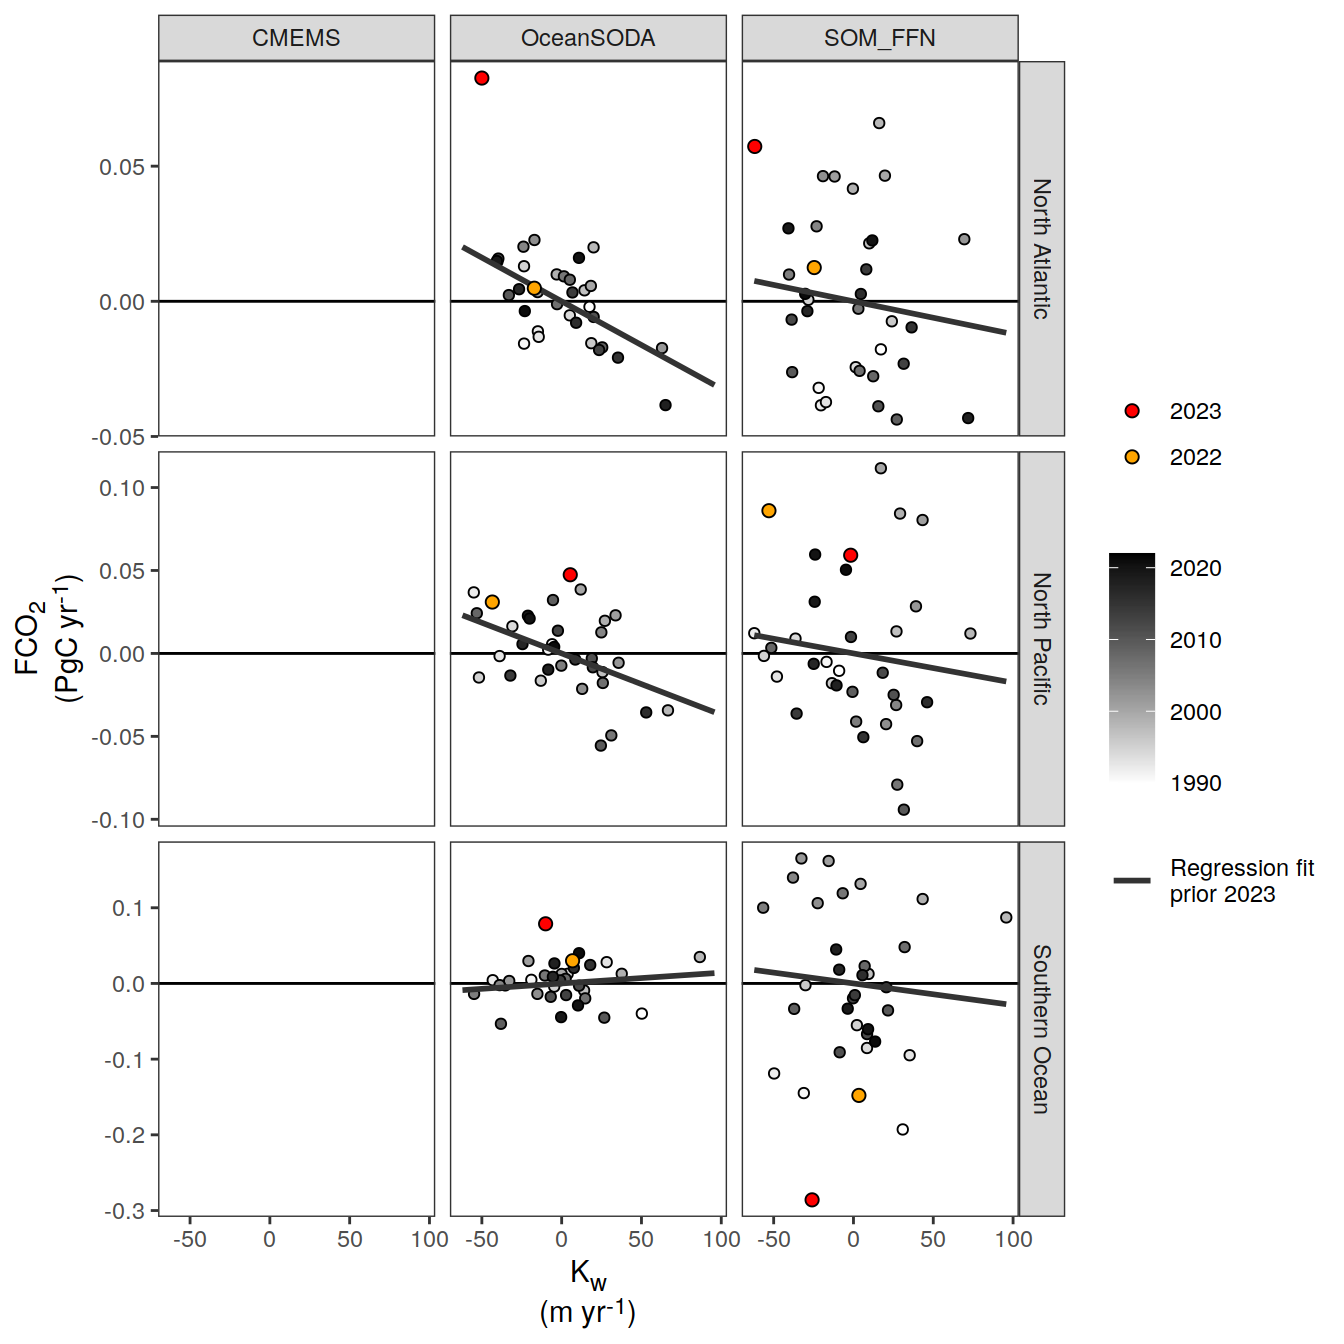 CMEMS OceanSODA SOM_FFN
0.05
0.00
-0.05
North Atlantic
0.10
0.05
0.00
-0.05
-0.10
North Pacific
0.1
0.0
-0.1
-0.2
-0.3
Southern Ocean
FCO₂
(PgC yr⁻¹)
-50 0 50 100 -50 0 50 100 -50 0 50 100
K_w
(m yr⁻¹)
2023
2022
2020
2010
2000
1990
Regression fit
prior 2023